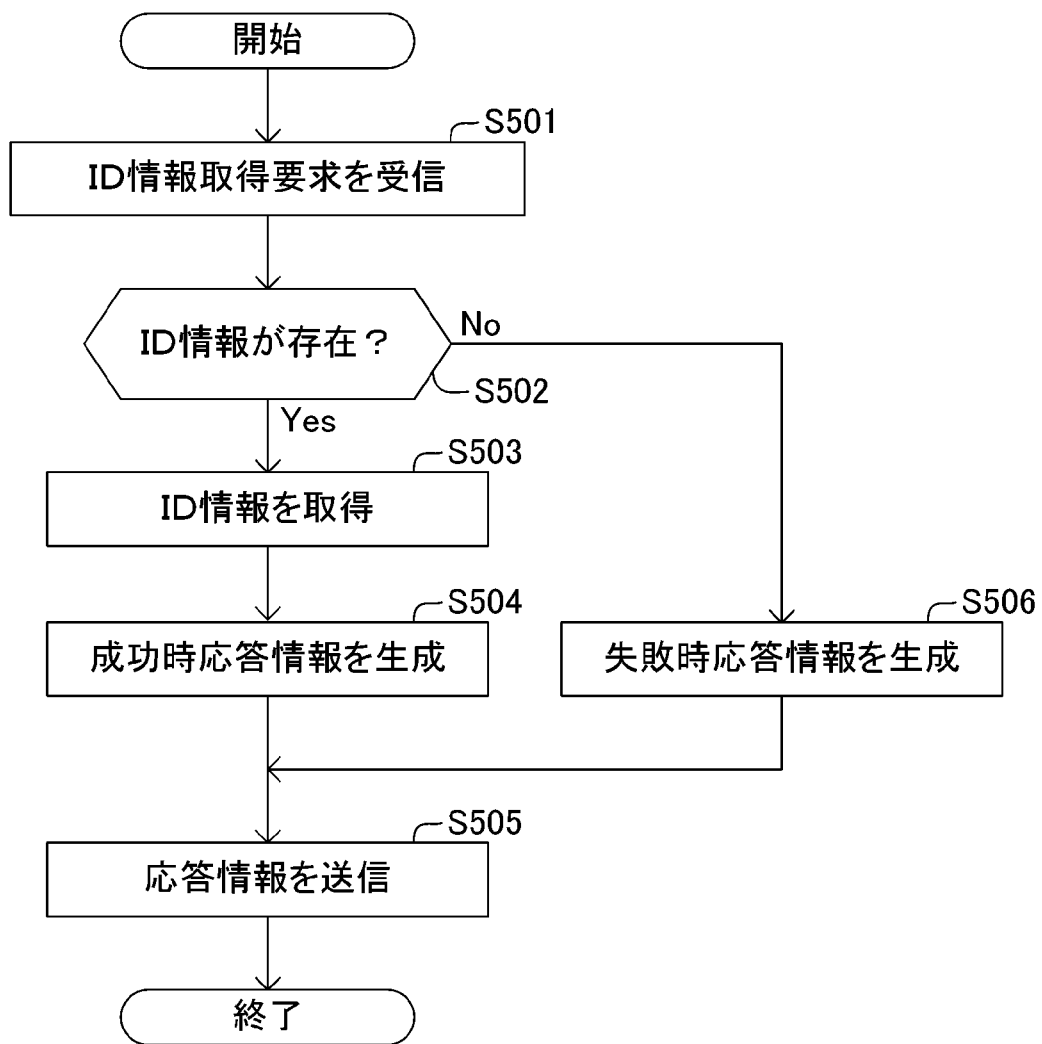 開始
S501
ID情報取得要求を受信
ID情報が存在？
No
S502
Yes
S503
ID情報を取得
S504
成功時応答情報を生成
S506
失敗時応答情報を生成
S505
応答情報を送信
終了